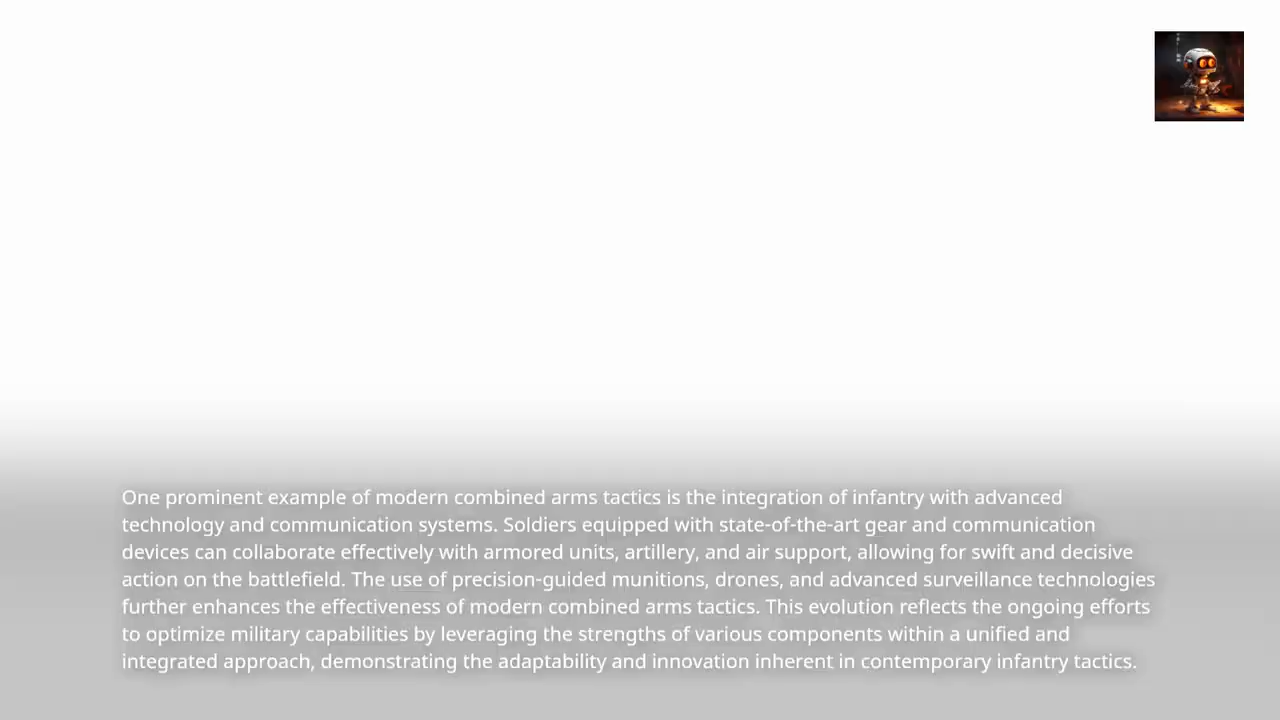 One prominent example of modern combined arms tactics is the integration of infantry with advanced
technology and communication systems. Soldiers equipped with state-of-the-art gear and communication
devices can collaborate effectively with armored units, artillery, and air support, allowing for swift and decisive
action on the battlefield. The use of precision-guided munitions, drones, and advanced surveillance technologies
further enhances the effectiveness of modern combined arms tactics. This evolution reflects the ongoing efforts
to optimize military capabilities by leveraging the strengths of various components within a unified and
integrated approach, demonstrating the adaptability and innovation inherent in contemporary infantry tactics.